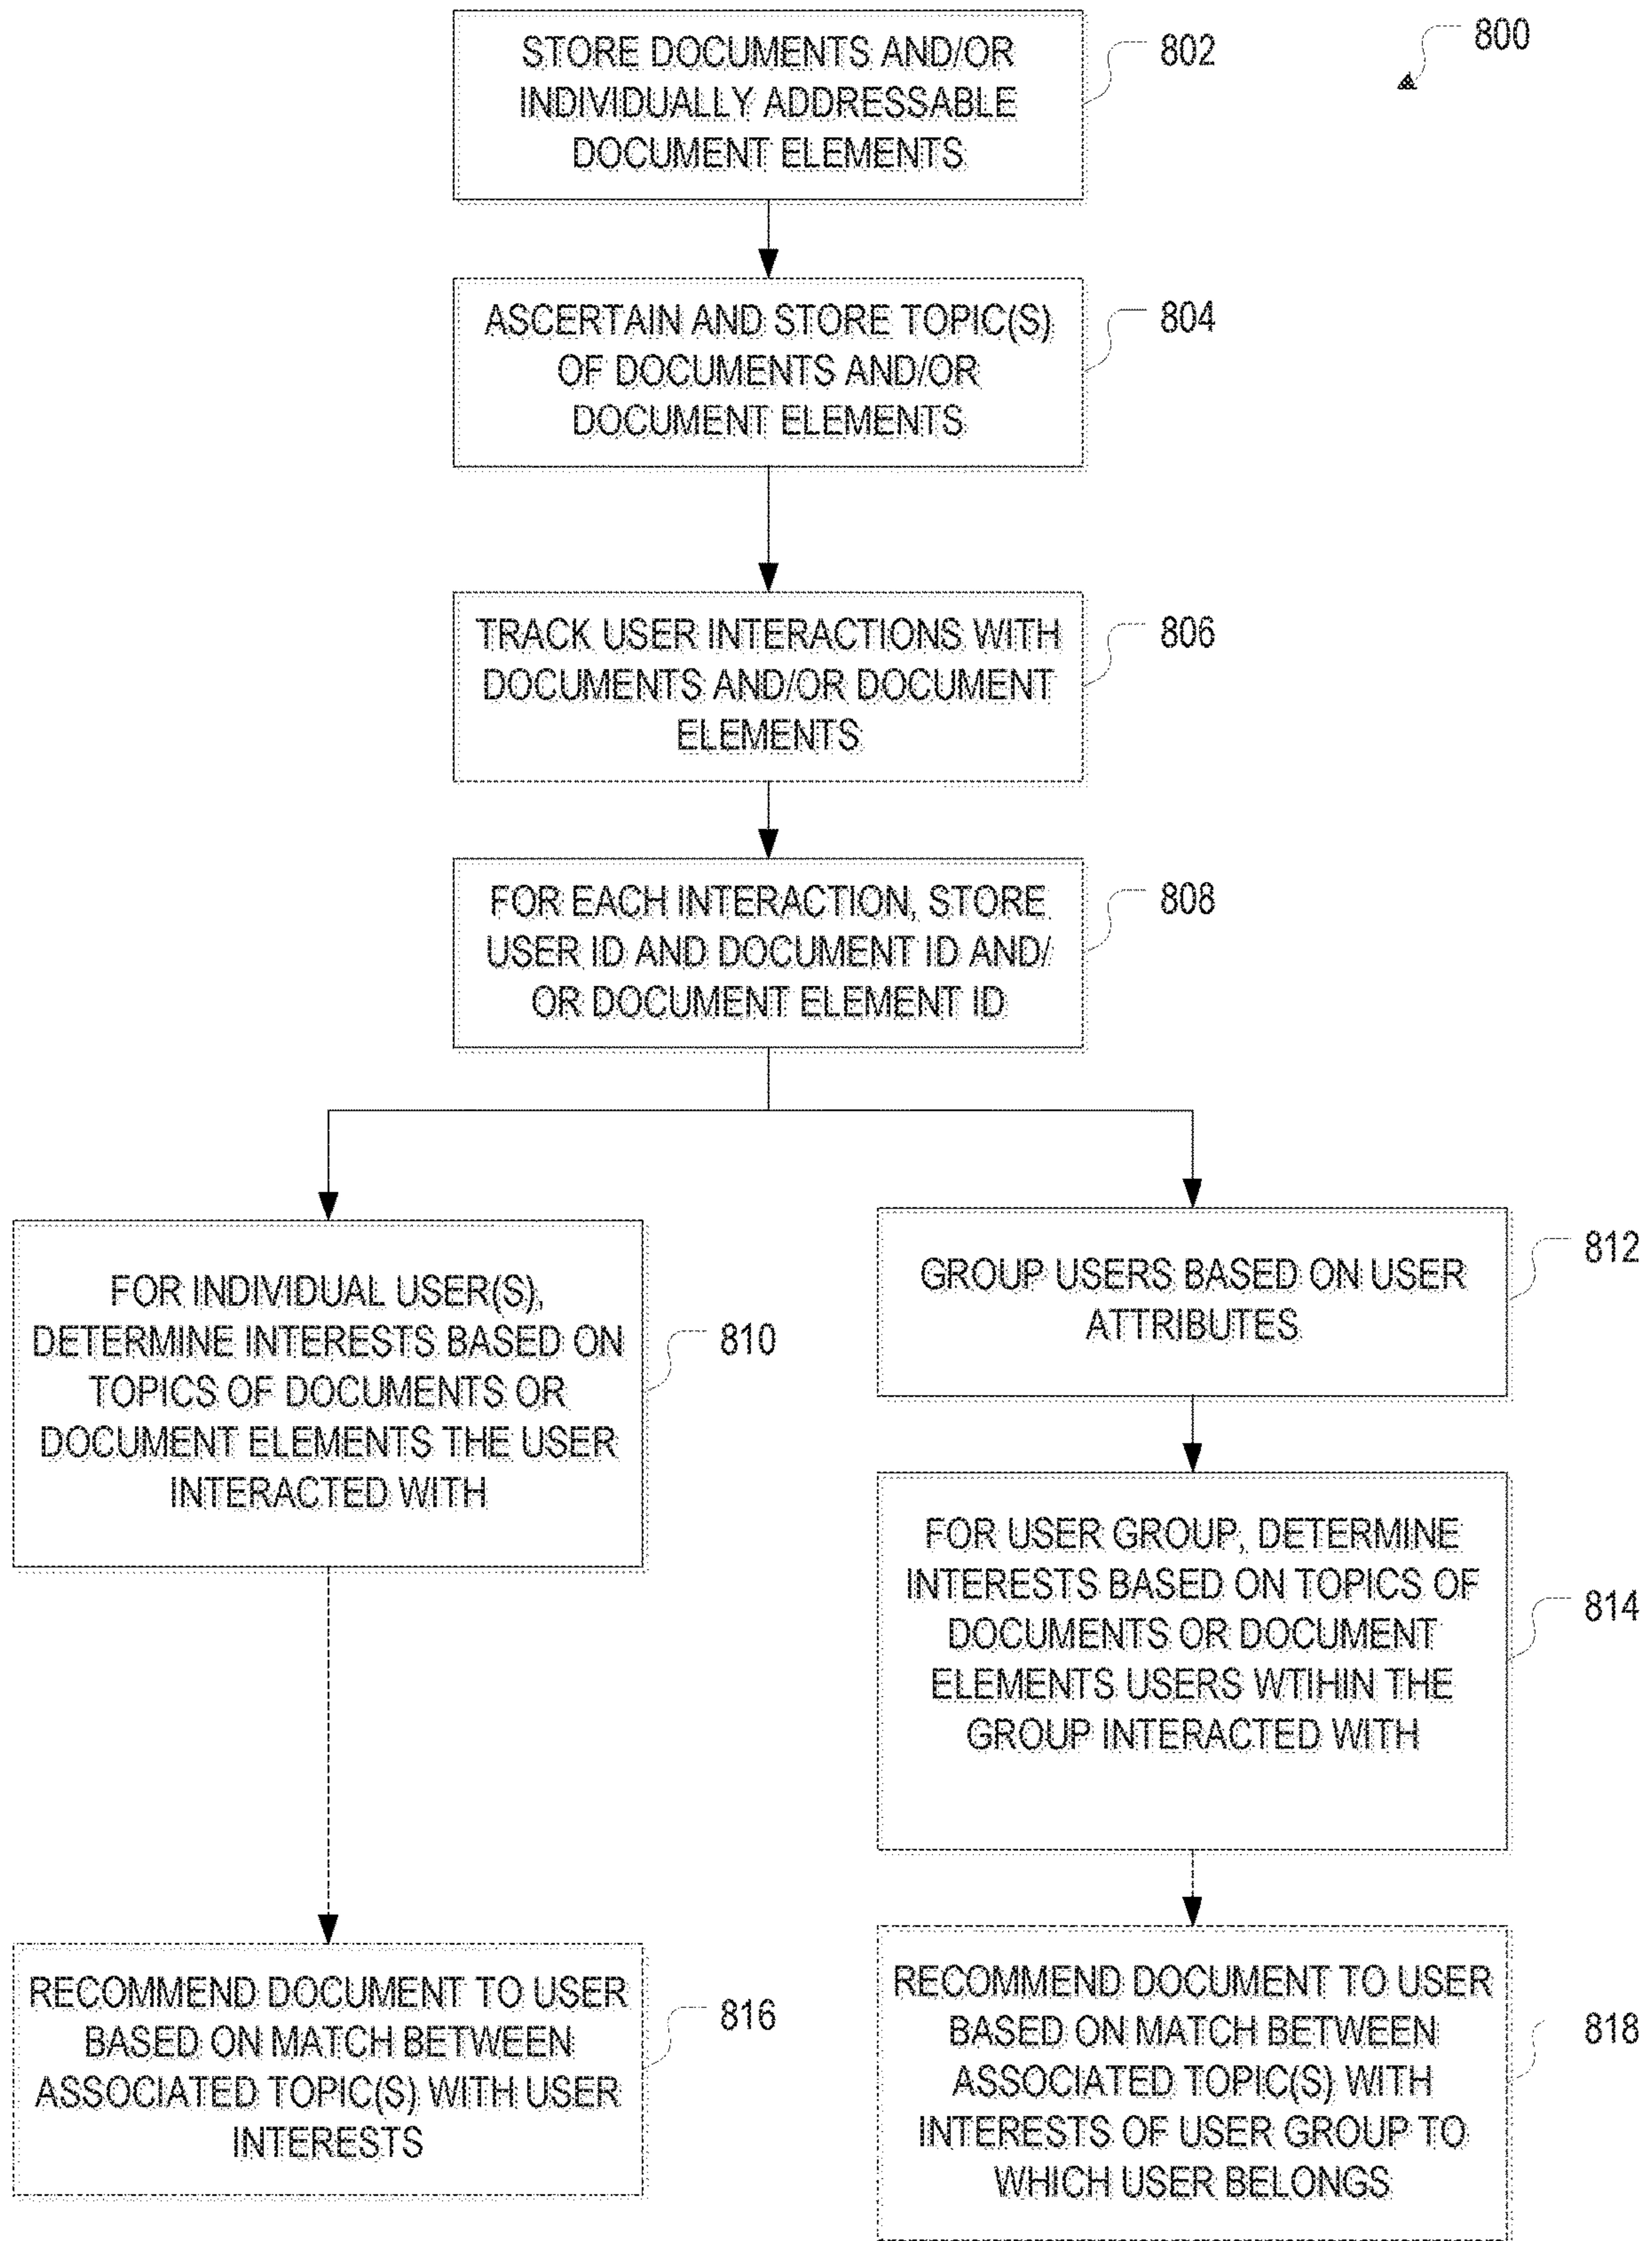 800
STORE DOCUMENTS AND/OR
INDIVIDUALLY ADDRESSABLE
DOCUMENT ELEMENTS
802
ASCERTAIN AND STORE TOPIC(S)
OF DOCUMENTS AND/OR
DOCUMENT ELEMENTS
804
TRACK USER INTERACTIONS WITH
DOCUMENTS AND/OR DOCUMENT
ELEMENTS
806
FOR EACH INTERACTION, STORE
USER ID AND DOCUMENT ID AND/
OR DOCUMENT ELEMENT ID
808
FOR INDIVIDUAL USER(S),
DETERMINE INTERESTS BASED ON
TOPICS OF DOCUMENTS OR
DOCUMENT ELEMENTS THE USER
INTERACTED WITH
810
GROUP USERS BASED ON USER
ATTRIBUTES
812
FOR USER GROUP, DETERMINE
INTERESTS BASED ON TOPICS OF
DOCUMENTS OR DOCUMENT
ELEMENTS USERS WTIHIN THE
GROUP INTERACTED WITH
814
RECOMMEND DOCUMENT TO USER
BASED ON MATCH BETWEEN
ASSOCIATED TOPIC(S) WITH USER
INTERESTS
816
RECOMMEND DOCUMENT TO USER
BASED ON MATCH BETWEEN
ASSOCIATED TOPIC(S) WITH
INTERESTS OF USER GROUP TO
WHICH USER BELONGS
818